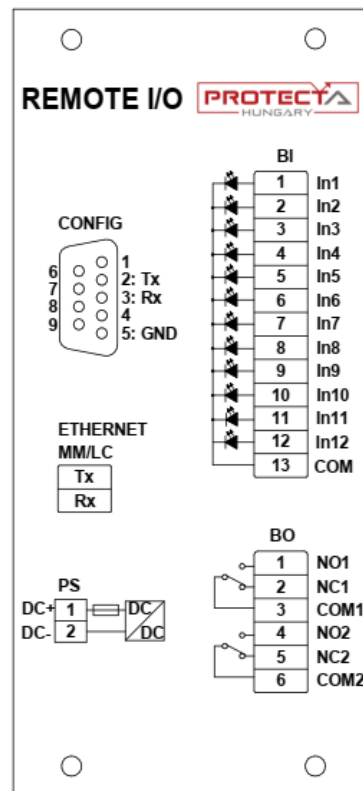 REMOTE I/O PROTECTA
HUNGARY
BI
1 In1
2 In2
3 In3
4 In4
5 In5
6 In6
7 In7
8 In8
9 In9
10 In10
11 In11
12 In12
13 COM
CONFIG
1
6 2: Tx
7 3: Rx
8 4
9 5: GND
ETHERNET
MM/LC
Tx
Rx
PS
DC+ 1 DC
DC- 2 DC
BO
1 NO1
2 NC1
3 COM1
4 NO2
5 NC2
6 COM2